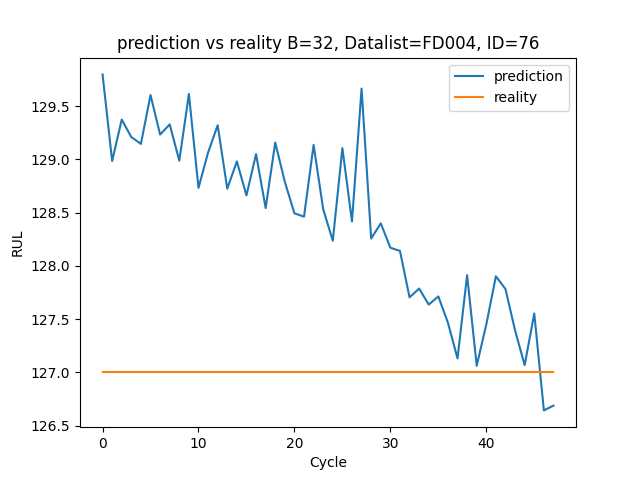 prediction vs reality B=32, Datalist=FD004, ID=76
prediction
reality
129.5
129.0
128.5
128.0
127.5
127.0
126.5
RUL
0 10 20 30 40
Cycle